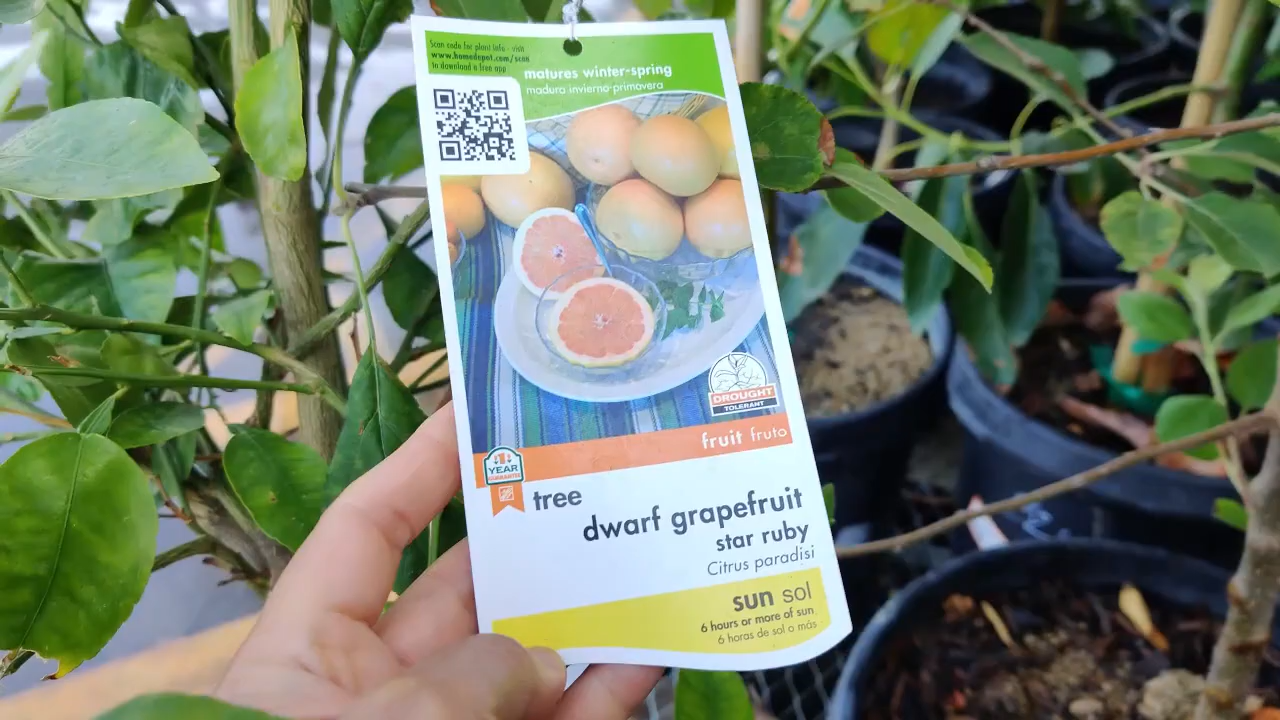 Scan code for plant info - visit
www.homedepot.com/scan
to download a free app
matures winter-spring
madura invierno-primavera
DROUGHT
TOLERANT
fruit fruto
1
YEAR
GUARANTEE
tree
dwarf grapefruit
star ruby
Citrus paradisi
sun sol
6 hours or more of sun
6 horas de sol o más